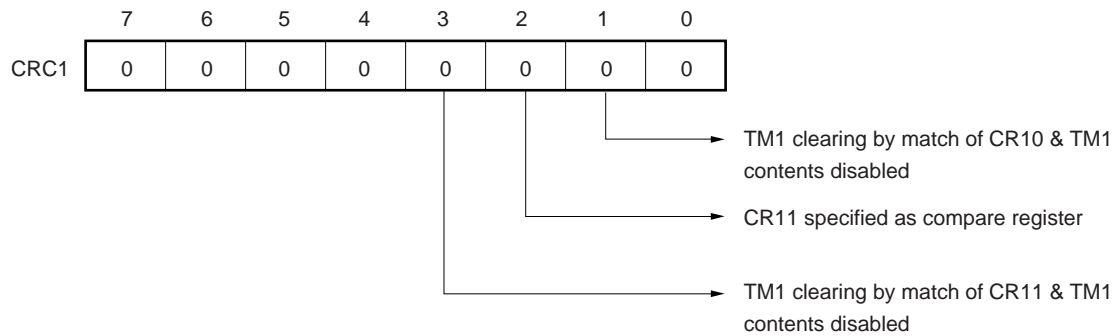 7 6 5 4 3 2 1 0
CRC1 0 0 0 0 0 0 0 0
TM1 clearing by match of CR10 & TM1
contents disabled
CR11 specified as compare register
TM1 clearing by match of CR11 & TM1
contents disabled